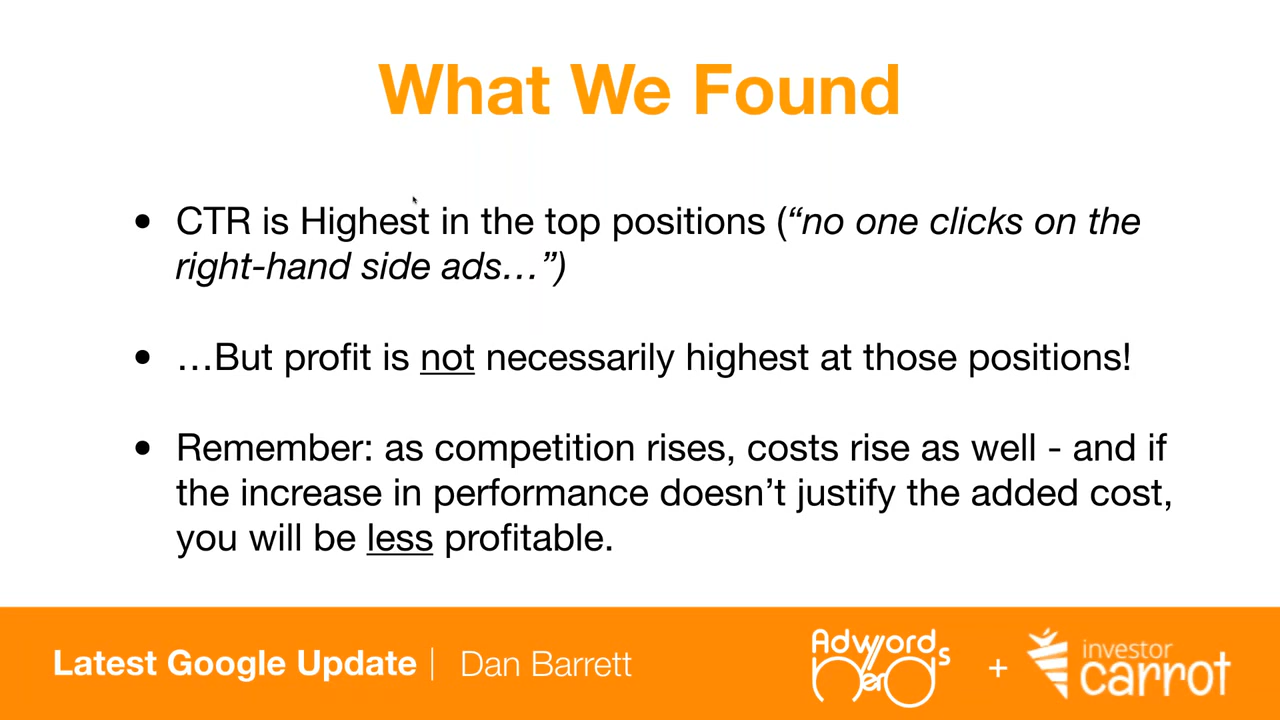 What We Found
• CTR is Highest in the top positions (“no one clicks on the
right-hand side ads…”)
• …But profit is not necessarily highest at those positions!
• Remember: as competition rises, costs rise as well - and if
the increase in performance doesn’t justify the added cost,
you will be less profitable.
Latest Google Update | Dan Barrett
AdWords
Nerd
+
investor
carrot